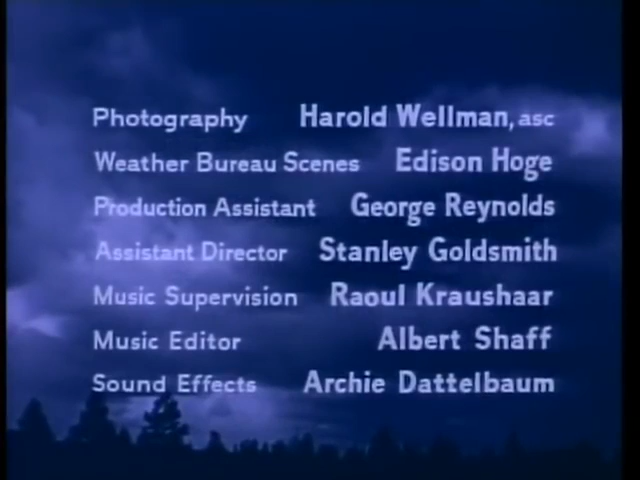 Photography Harold Wellman, asc
Weather Bureau Scenes Edison Hoge
Production Assistant George Reynolds
Assistant Director Stanley Goldsmith
Music Supervision Raoul Kraushaar
Music Editor Albert Shaff
Sound Effects Archie Dattelbaum